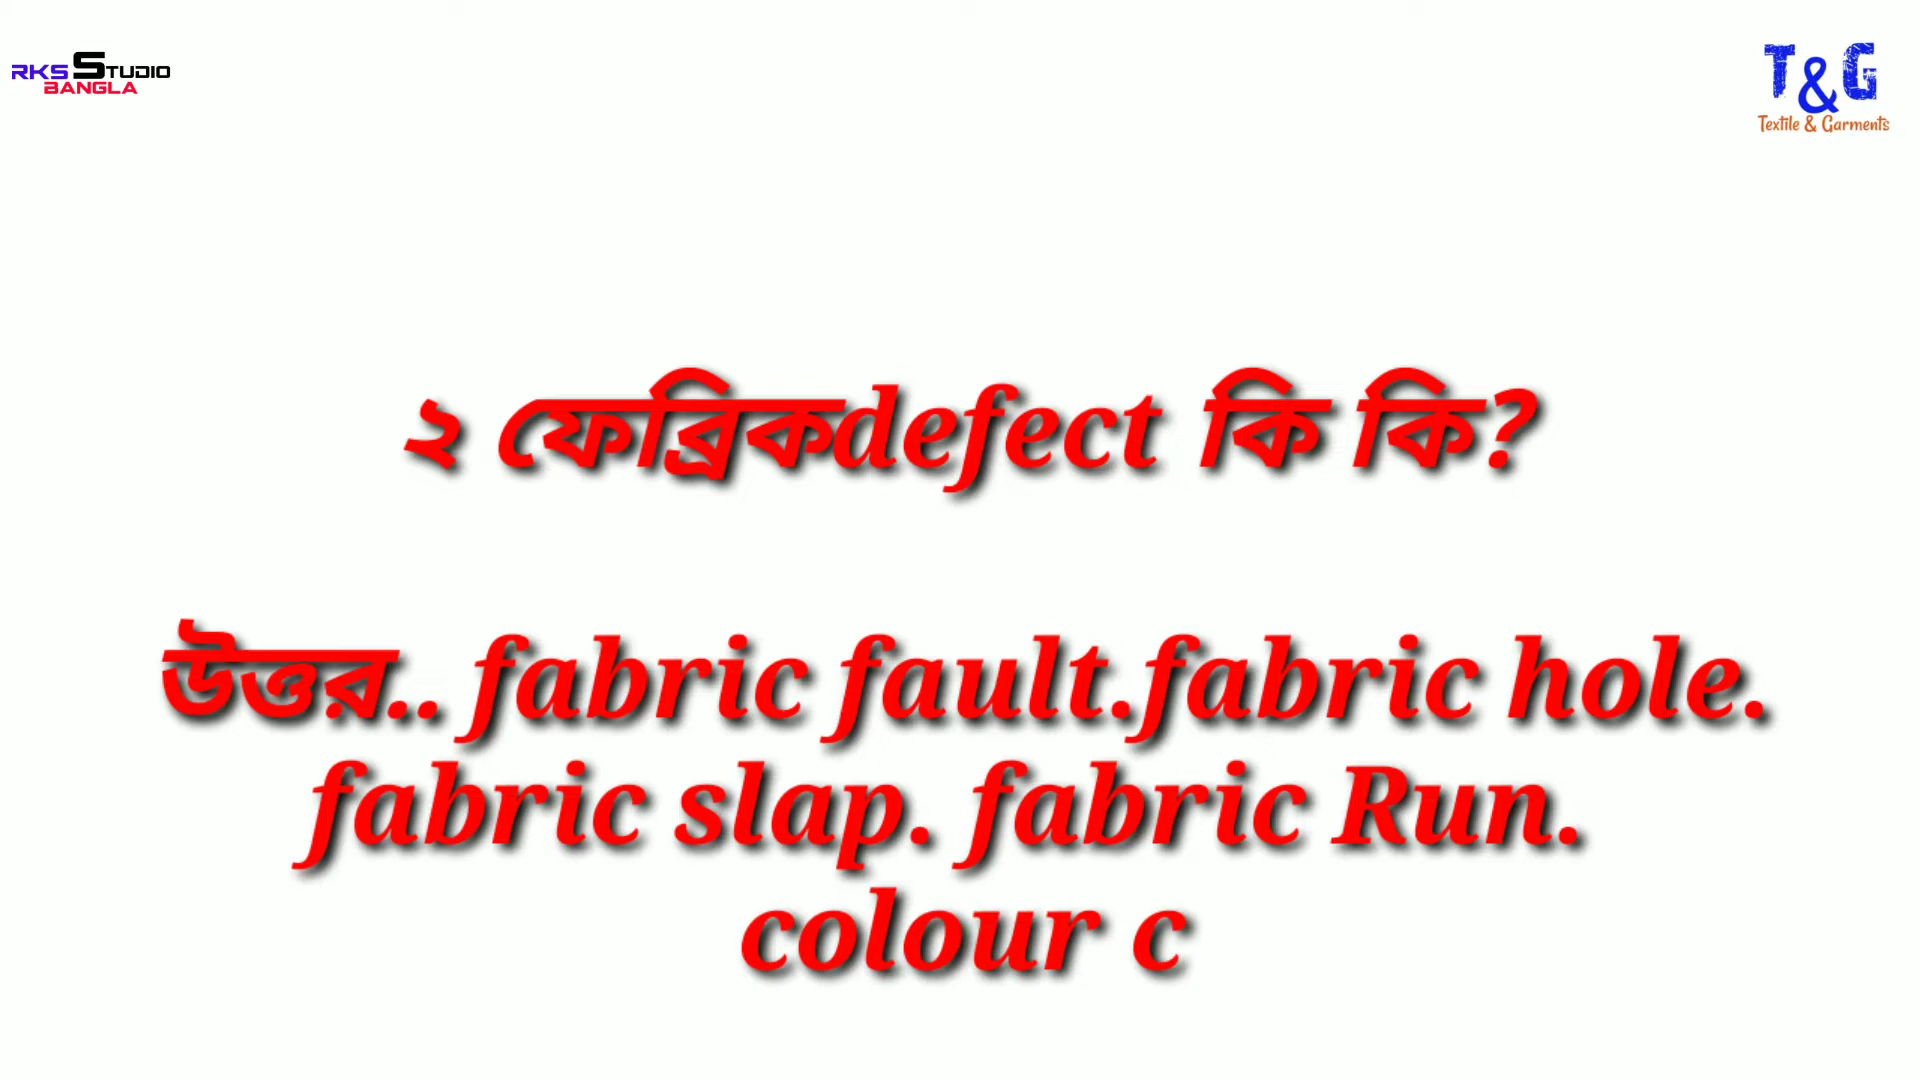 RKS STUDIO
BANGLA
T&G
Textile & Garments
২ ফেব্রিকdefect কি কি?
উত্তর.. fabric fault.fabric hole.
fabric slap. fabric Run.
colour c